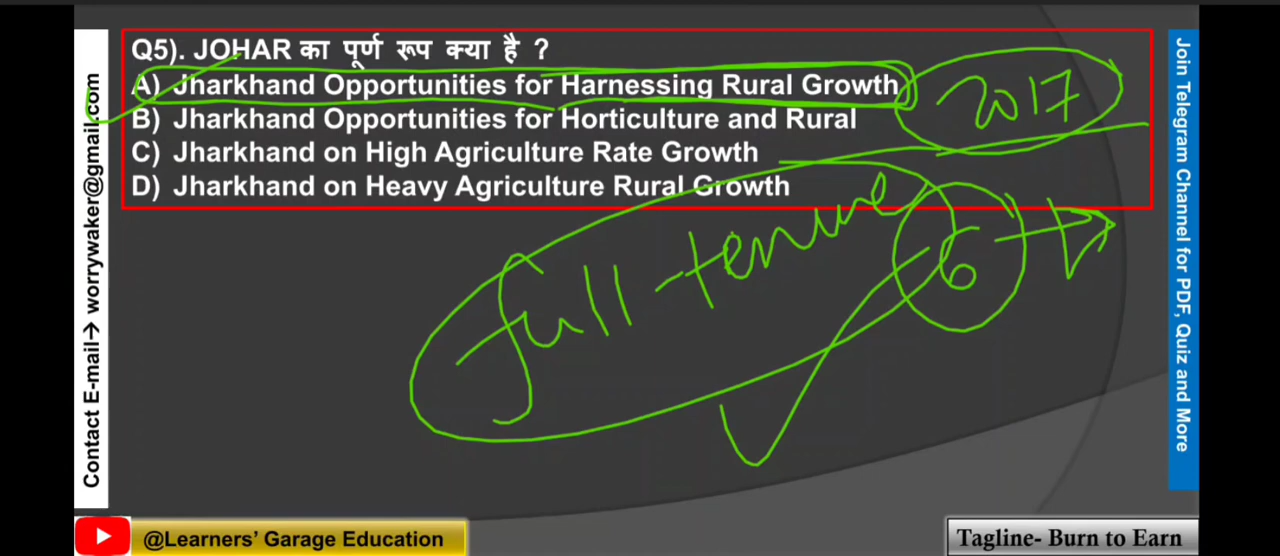 Q5). JOHAR का पूर्ण रूप क्या है ?
A) Jharkhand Opportunities for Harnessing Rural Growth
2017
B) Jharkhand Opportunities for Horticulture and Rural
C) Jharkhand on High Agriculture Rate Growth
D) Jharkhand on Heavy Agriculture Rural Growth
full tenure
6
Contact E-mail→ worrywaker@gmail.com
Join Telegram Channel for PDF, Quiz and More
@Learners’ Garage Education
Tagline- Burn to Earn